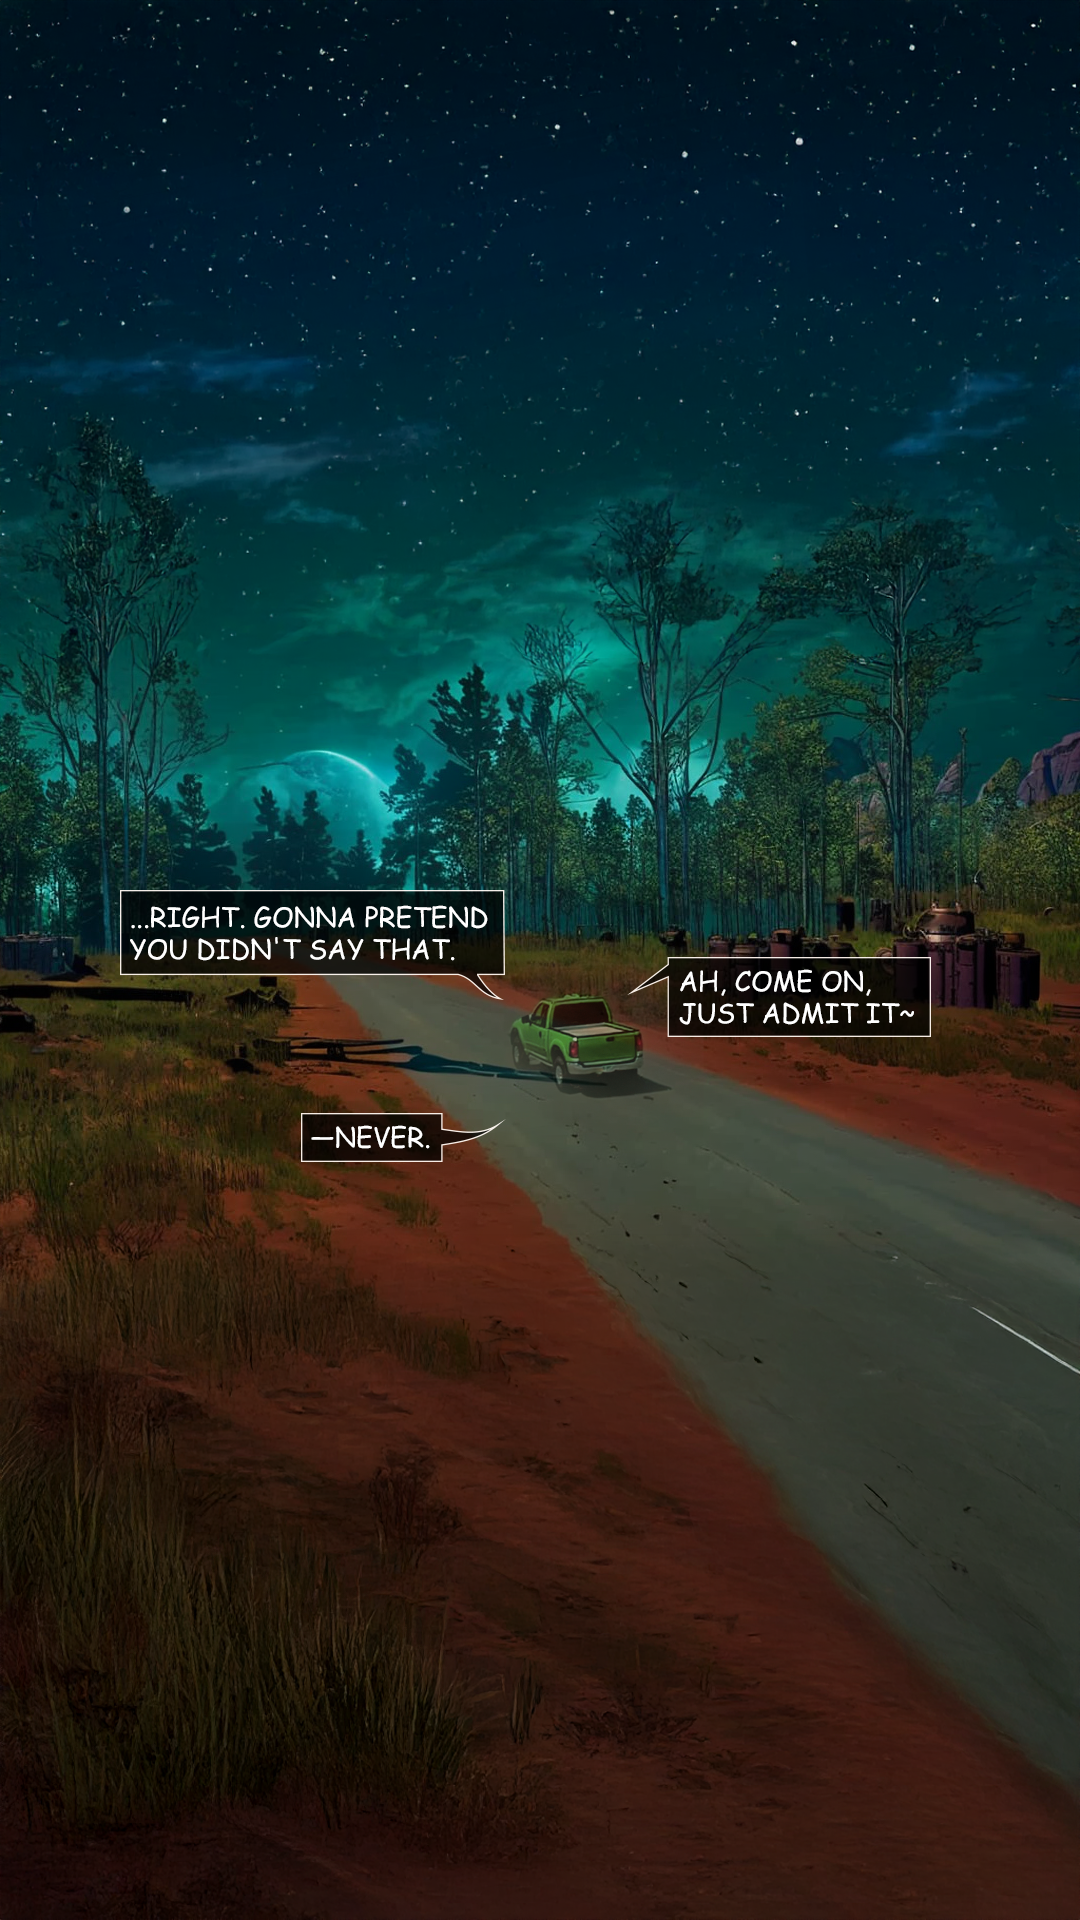 ...RIGHT. GONNA PRETEND
YOU DIDN'T SAY THAT.
AH, COME ON,
JUST ADMIT IT~
—NEVER.